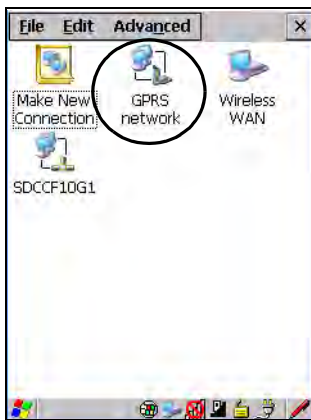 File Edit Advanced ×
Make New Connection
GPRS network
Wireless WAN
SDCCF10G1